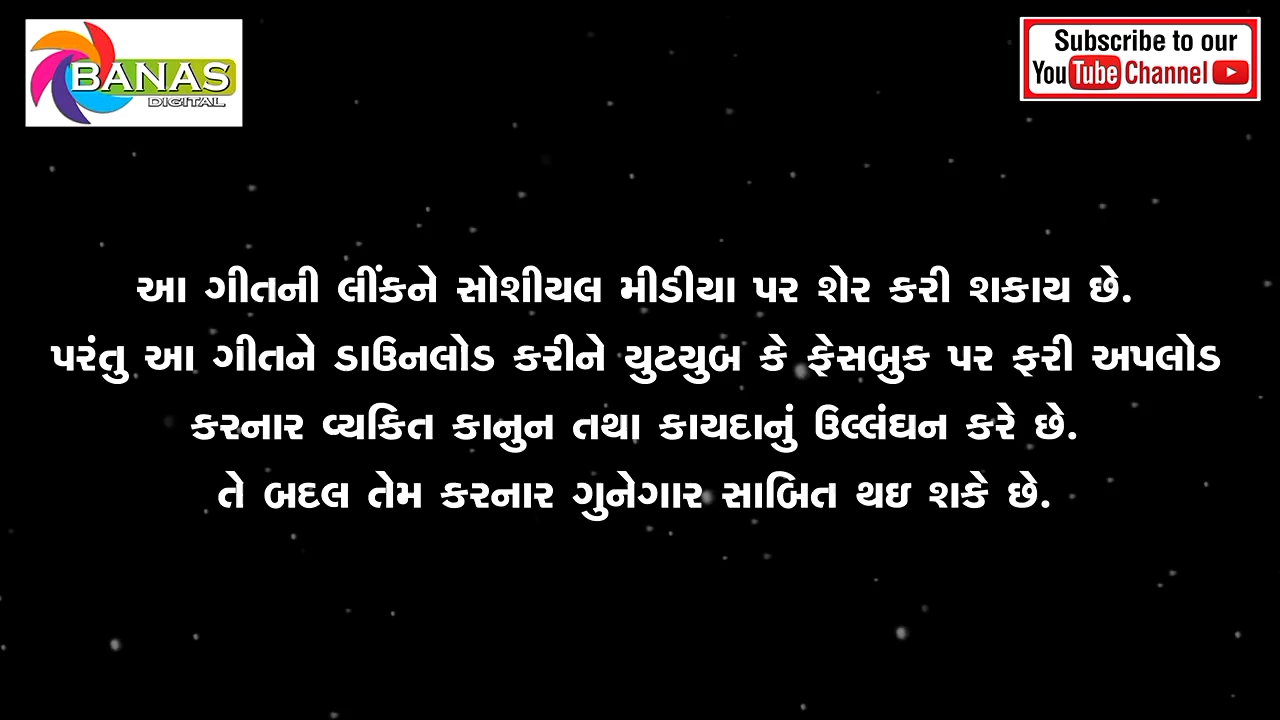 BANAS
DIGITAL
Subscribe to our
YouTube Channel
આ ગીતની લીંકને સોશીયલ મીડીયા પર શેર કરી શકાય છે.
પરંતુ આ ગીતને ડાઉનલોડ કરીને યુટયુબ કે ફેસબુક પર ફરી અપલોડ
કરનાર વ્યકિત કાનુન તથા કાયદાનું ઉલ્લંઘન કરે છે.
તે બદલ તેમ કરનાર ગુનેગાર સાબિત થઇ શકે છે.